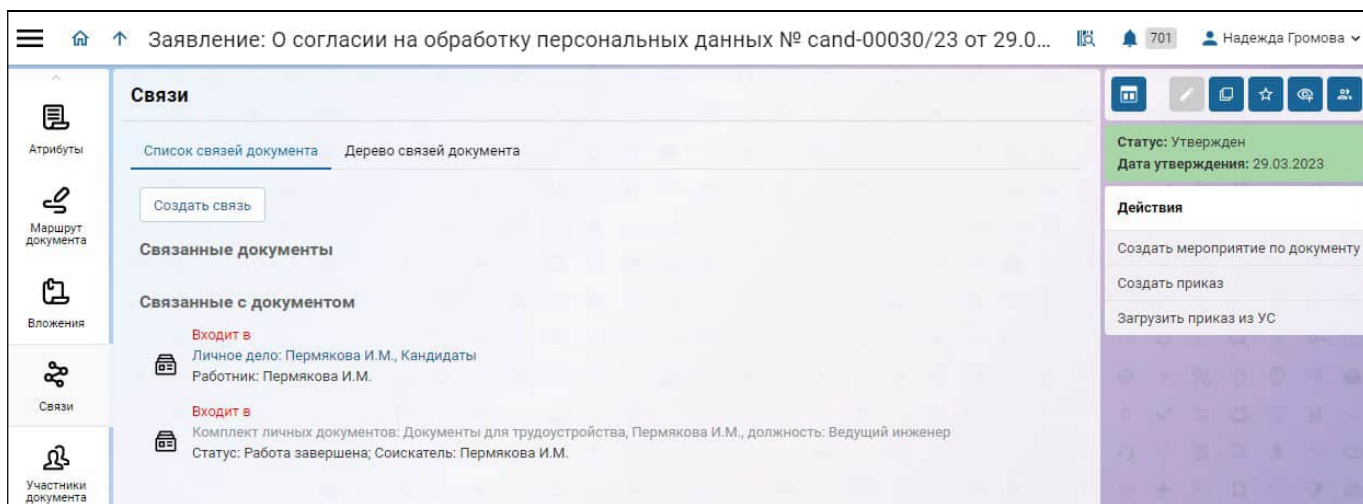 Заявление: О согласии на обработку персональных данных № cand-00030/23 от 29.0...
701
Надежда Громова
Атрибуты
Маршрут
документа
Вложения
Связи
Участники
документа
Связи
Список связей документа
Дерево связей документа
Создать связь
Связанные документы
Связанные с документом
Входит в
Личное дело: Пермякова И.М., Кандидаты
Работник: Пермякова И.М.
Входит в
Комплект личных документов: Документы для трудоустройства, Пермякова И.М., должность: Ведущий инженер
Статус: Работа завершена; Соискатель: Пермякова И.М.
Статус: Утвержден
Дата утверждения: 29.03.2023
Действия
Создать мероприятие по документу
Создать приказ
Загрузить приказ из УС